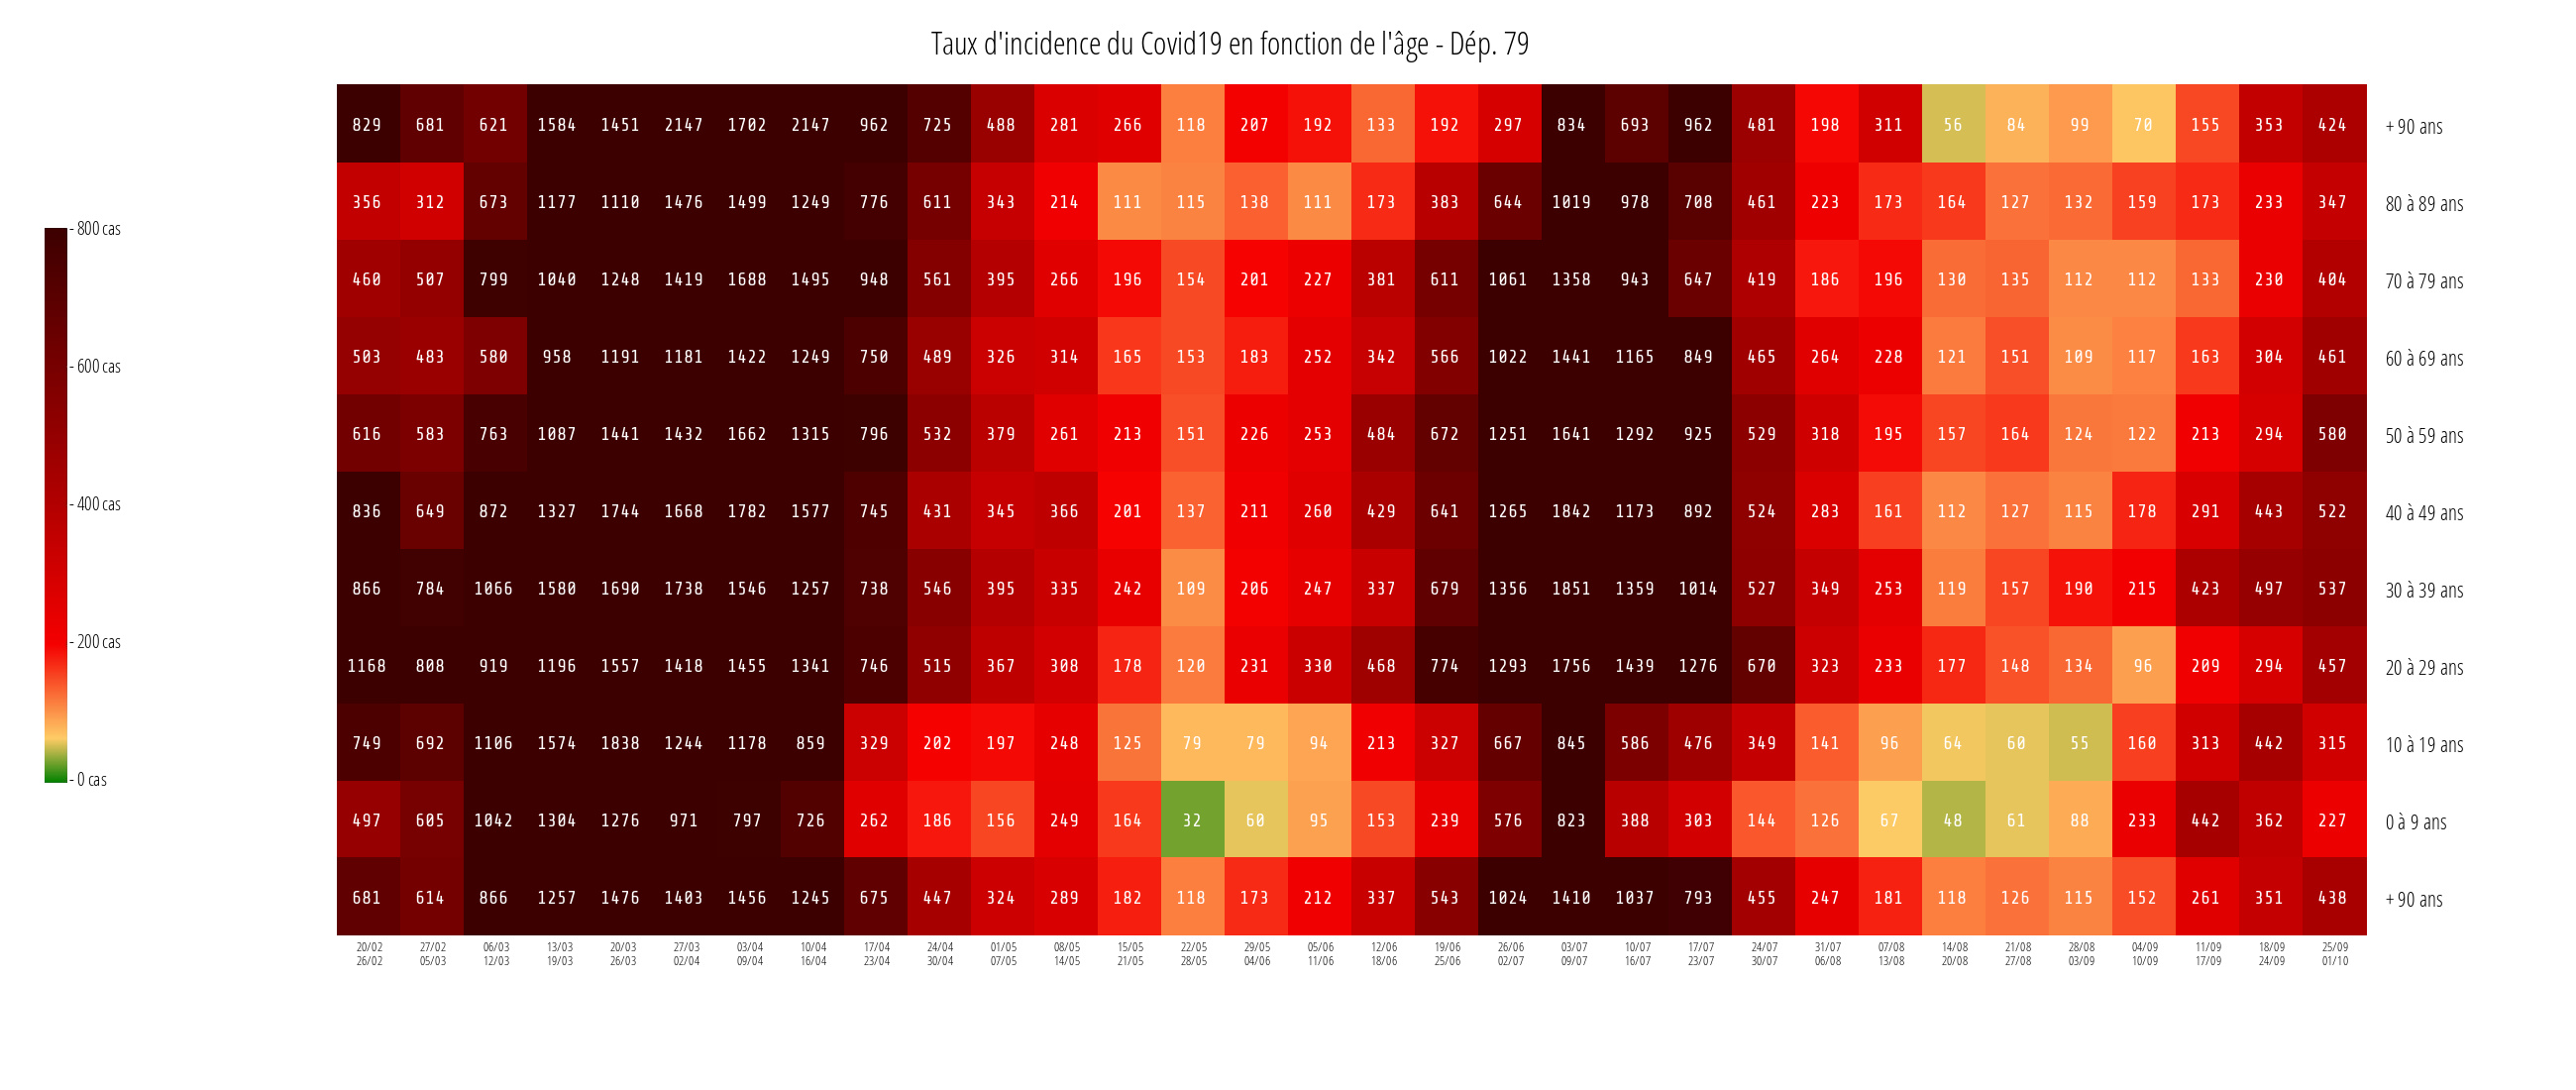 Taux d'incidence du Covid19 en fonction de l'âge - Dép. 79
829 681 621 1584 1451 2147 1702 2147 962 725 488 281 266 118 207 192 133 192 297 834 693 962 481 198 311 56 84 99 70 155 353 424 + 90 ans
356 312 673 1177 1110 1476 1499 1249 776 611 343 214 111 115 138 111 173 383 644 1019 978 708 461 223 173 164 127 132 159 173 233 347 80 à 89 ans
- 800 cas
460 507 799 1040 1248 1419 1688 1495 948 561 395 266 196 154 201 227 381 611 1061 1358 943 647 419 186 196 130 135 112 112 133 230 404 70 à 79 ans
503 483 580 958 1191 1181 1422 1249 750 489 326 314 165 153 183 252 342 566 1022 1441 1165 849 465 264 228 121 151 109 117 163 304 461 60 à 69 ans
- 600 cas
616 583 763 1087 1441 1432 1662 1315 796 532 379 261 213 151 226 253 484 672 1251 1641 1292 925 529 318 195 157 164 124 122 213 294 580 50 à 59 ans
- 400 cas
836 649 872 1327 1744 1668 1782 1577 745 431 345 366 201 137 211 260 429 641 1265 1842 1173 892 524 283 161 112 127 115 178 291 443 522 40 à 49 ans
866 784 1066 1580 1690 1738 1546 1257 738 546 395 335 242 109 206 247 337 679 1356 1851 1359 1014 527 349 253 119 157 190 215 423 497 537 30 à 39 ans
- 200 cas
1168 808 919 1196 1557 1418 1455 1341 746 515 367 308 178 120 231 330 468 774 1293 1756 1439 1276 670 323 233 177 148 134 96 209 294 457 20 à 29 ans
749 692 1106 1574 1838 1244 1178 859 329 202 197 248 125 79 79 94 213 327 667 845 586 476 349 141 96 64 60 55 160 313 442 315 10 à 19 ans
- 0 cas
497 605 1042 1304 1276 971 797 726 262 186 156 249 164 32 60 95 153 239 576 823 388 303 144 126 67 48 61 88 233 442 362 227 0 à 9 ans
681 614 866 1257 1476 1403 1456 1245 675 447 324 289 182 118 173 212 337 543 1024 1410 1037 793 455 247 181 118 126 115 152 261 351 438 + 90 ans
20/02 27/02 06/03 13/03 20/03 27/03 03/04 10/04 17/04 24/04 01/05 08/05 15/05 22/05 29/05 05/06 12/06 19/06 26/06 03/07 10/07 17/07 24/07 31/07 07/08 14/08 21/08 28/08 04/09 11/09 18/09 25/09
26/02 05/03 12/03 19/03 26/03 02/04 09/04 16/04 23/04 30/04 07/05 14/05 21/05 28/05 04/06 11/06 18/06 25/06 02/07 09/07 16/07 23/07 30/07 06/08 13/08 20/08 27/08 03/09 10/09 17/09 24/09 01/10